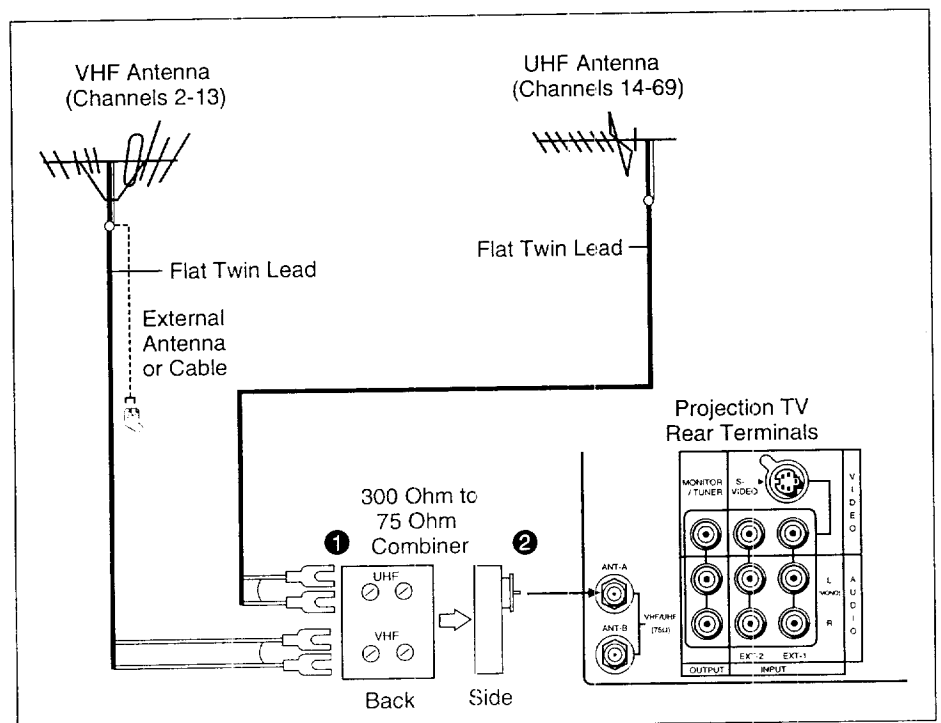 VHF Antenna
(Channels 2-13)
UHF Antenna
(Channels 14-69)
Flat Twin Lead
Flat Twin Lead
External
Antenna
or Cable
Projection TV
Rear Terminals
300 Ohm to
75 Ohm
Combiner
1
2
UHF
VHF
Back
Side
MONITOR
/ TUNER
S-
VIDEO
VIDEO
ANT-A
ANT-B
VHF/UHF
(75Ω)
L
(MONO)
R
AUDIO
EXT-2
EXT-1
OUTPUT
INPUT